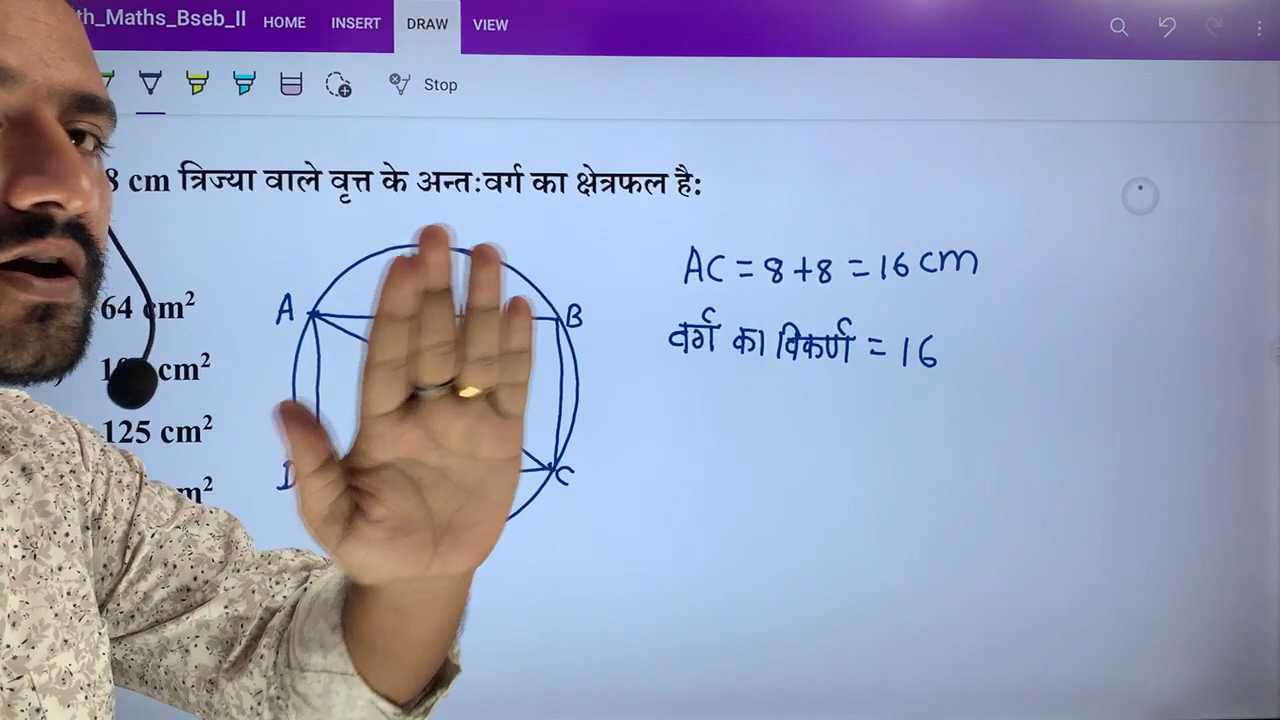 th_Maths_Bseb_II HOME INSERT DRAW VIEW
Stop
8 cm त्रिज्या वाले वृत्त के अन्तःवर्ग का क्षेत्रफल है:
64 cm²
cm²
125 cm²
m²
A B
D C
AC = 8 + 8 = 16 cm
वर्ग का विकर्ण = 16